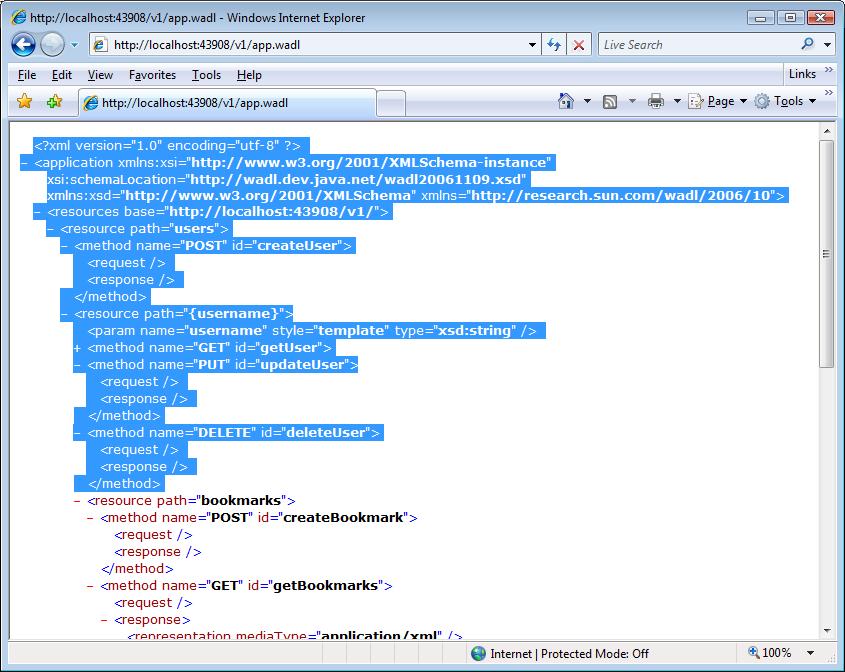 http://localhost:43908/v1/app.wadl - Windows Internet Explorer
http://localhost:43908/v1/app.wadl
Live Search
File Edit View Favorites Tools Help
Links »
http://localhost:43908/v1/app.wadl
Page Tools »
<?xml version="1.0" encoding="utf-8" ?>
- <application xmlns:xsi="http://www.w3.org/2001/XMLSchema-instance"
xsi:schemaLocation="http://wadl.dev.java.net/wadl20061109.xsd"
xmlns:xsd="http://www.w3.org/2001/XMLSchema" xmlns="http://research.sun.com/wadl/2006/10">
- <resources base="http://localhost:43908/v1/">
- <resource path="users">
- <method name="POST" id="createUser">
<request />
<response />
</method>
- <resource path="{username}">
<param name="username" style="template" type="xsd:string" />
+ <method name="GET" id="getUser">
- <method name="PUT" id="updateUser">
<request />
<response />
</method>
- <method name="DELETE" id="deleteUser">
<request />
<response />
</method>
- <resource path="bookmarks">
- <method name="POST" id="createBookmark">
<request />
<response />
</method>
- <method name="GET" id="getBookmarks">
<request />
- <response>
<representation mediaType="application/xml" />
Internet | Protected Mode: Off
100%